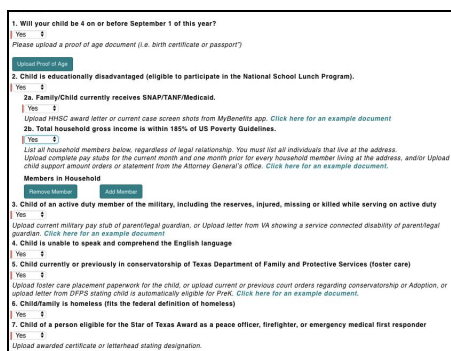 1. Will your child be 4 on or before September 1 of this year?
Yes
Please upload a proof of age document (i.e. birth certificate or passport")
Upload Proof of Age
2. Child is educationally disadvantaged (eligible to participate in the National School Lunch Program).
Yes
2a. Family/Child currently receives SNAP/TANF/Medicaid.
Yes
Upload HHSC award letter or current case screen shots from MyBenefits app. Click here for an example document
2b. Total household gross income is within 185% of US Poverty Guidelines.
Yes
List all household members below, regardless of legal relationship. You must list all individuals that live at the address.
Upload complete pay stubs for the current month and one month prior for every household member living at the address, and/or Upload
child support amount orders or statement from the Attorney General's office. Click here for an example document.
Members in Household
Remove Member Add Member
3. Child of an active duty member of the military, including the reserves, injured, missing or killed while serving on active duty
Yes
Upload current military pay stub of parent/legal guardian, or Upload letter from VA showing a service connected disability of parent/legal
guardian. Click here for an example document
4. Child is unable to speak and comprehend the English language
Yes
5. Child currently or previously in conservatorship of Texas Department of Family and Protective Services (foster care)
Yes
Upload foster care placement paperwork for the child, or upload current or previous court orders regarding conservatorship or Adoption, or
upload letter from DFPS stating child is automatically eligible for PreK. Click here for an example document.
6. Child/family is homeless (fits the federal definition of homeless)
Yes
7. Child of a person eligible for the Star of Texas Award as a peace officer, firefighter, or emergency medical first responder
Yes
Upload awarded certificate or letterhead stating designation.